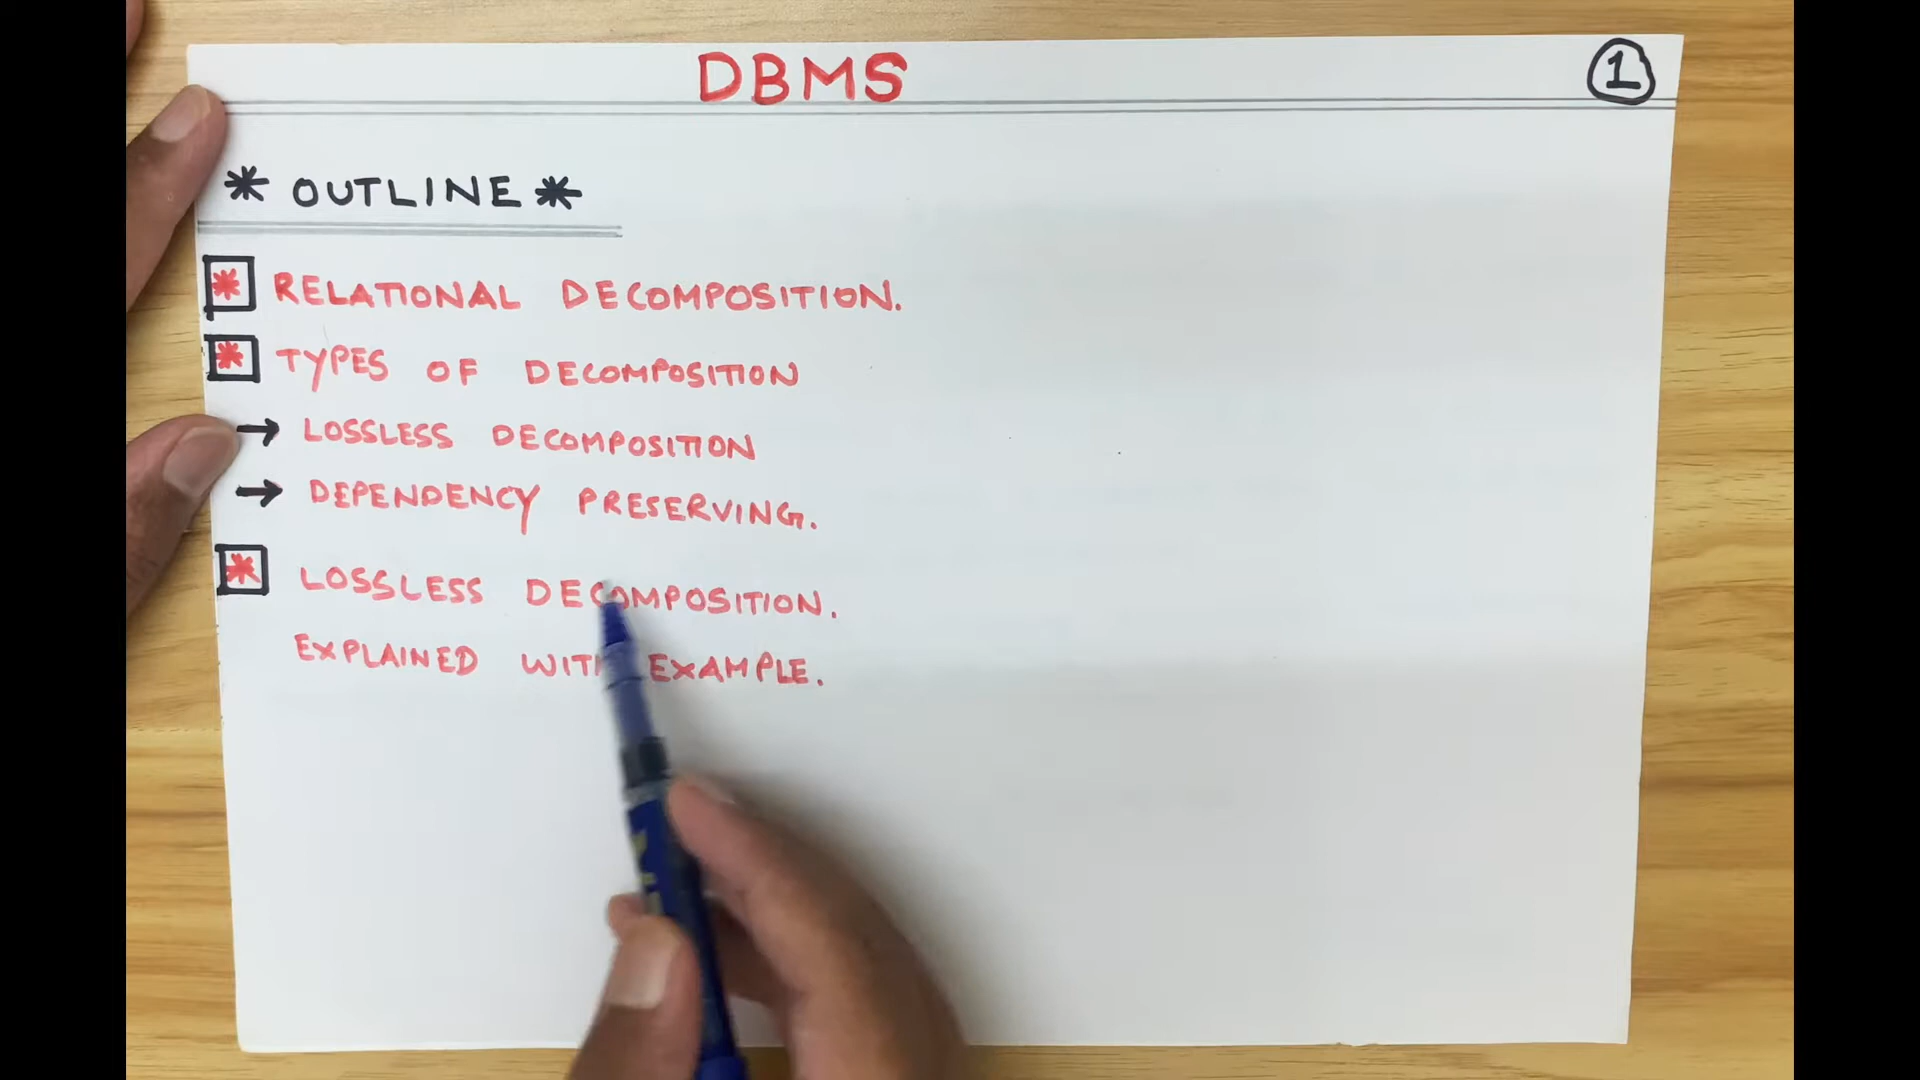 DBMS
1
* OUTLINE *
* RELATIONAL DECOMPOSITION.
* TYPES OF DECOMPOSITION
→ LOSSLESS DECOMPOSITION
→ DEPENDENCY PRESERVING.
* LOSSLESS DECOMPOSITION.
EXPLAINED WITH EXAMPLE.